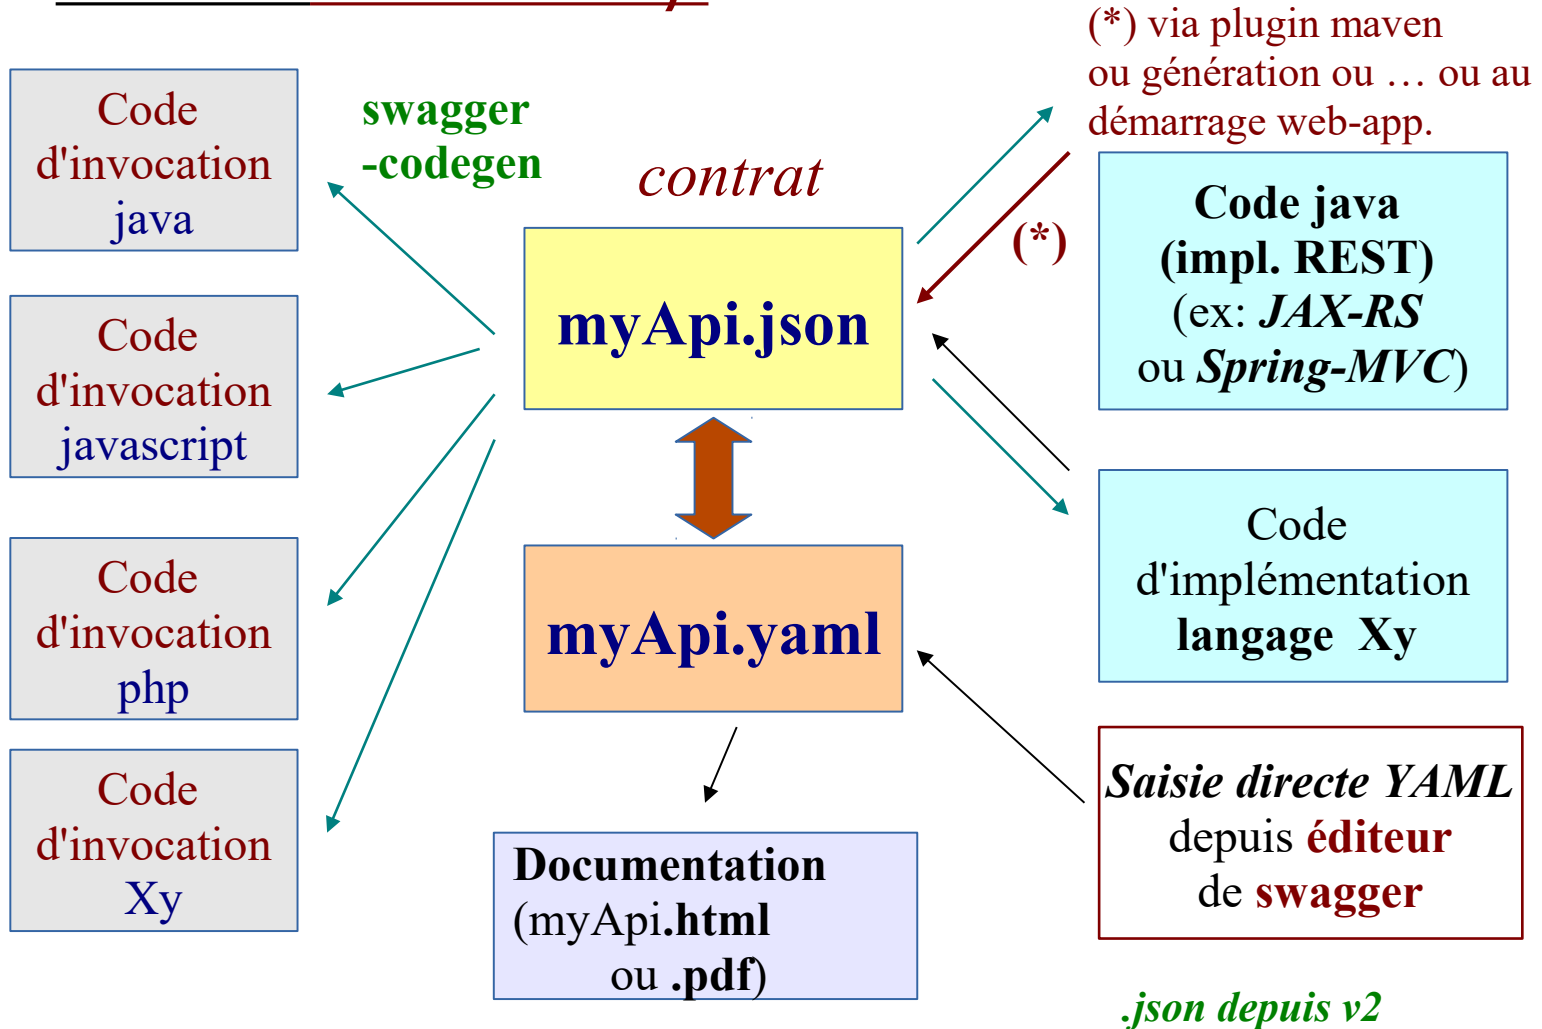 (*) via plugin maven
ou génération ou … ou au
démarrage web-app.
Code
d'invocation
java
swagger
-codegen
contrat
(*)
Code java
(impl. REST)
(ex: JAX-RS
ou Spring-MVC)
myApi.json
Code
d'invocation
javascript
Code
d'implémentation
langage Xy
Code
d'invocation
php
myApi.yaml
Code
d'invocation
Xy
Saisie directe YAML
depuis éditeur
de swagger
Documentation
(myApi.html
ou .pdf)
.json depuis v2